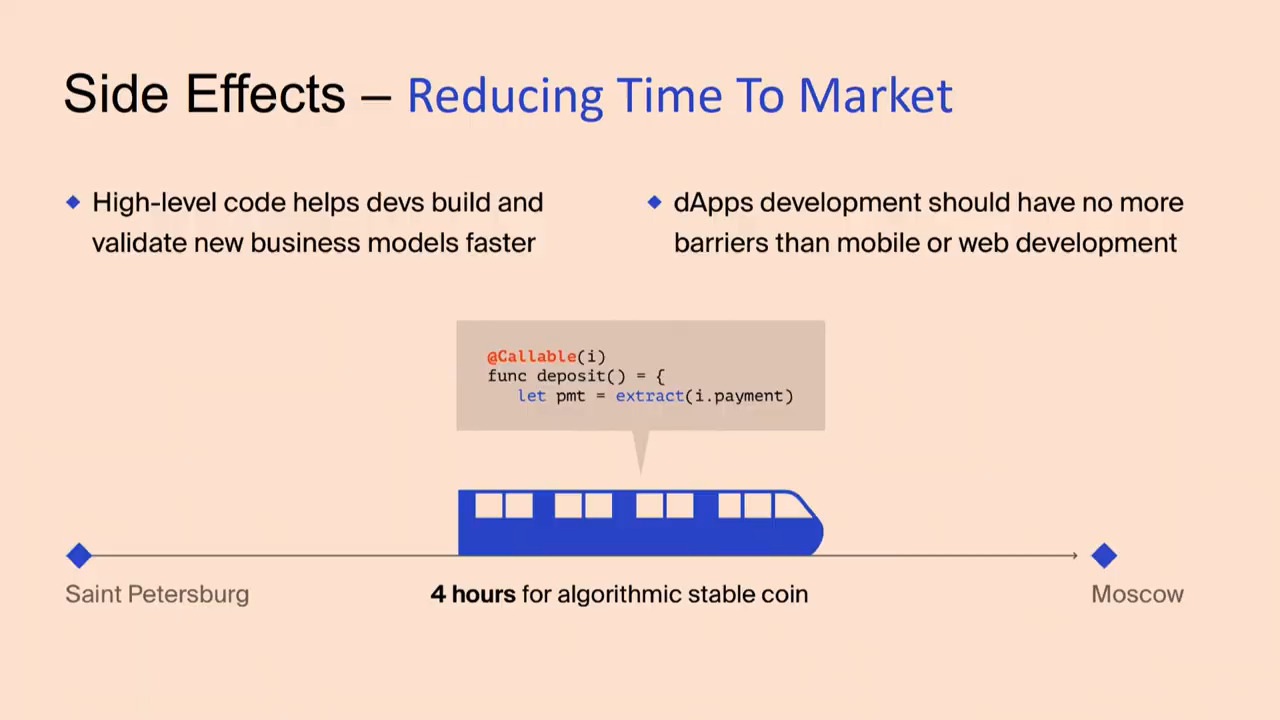 Side Effects – Reducing Time To Market
High-level code helps devs build and
validate new business models faster
dApps development should have no more
barriers than mobile or web development
@Callable(i)
func deposit() = {
let pmt = extract(i.payment)
Saint Petersburg
4 hours for algorithmic stable coin
Moscow